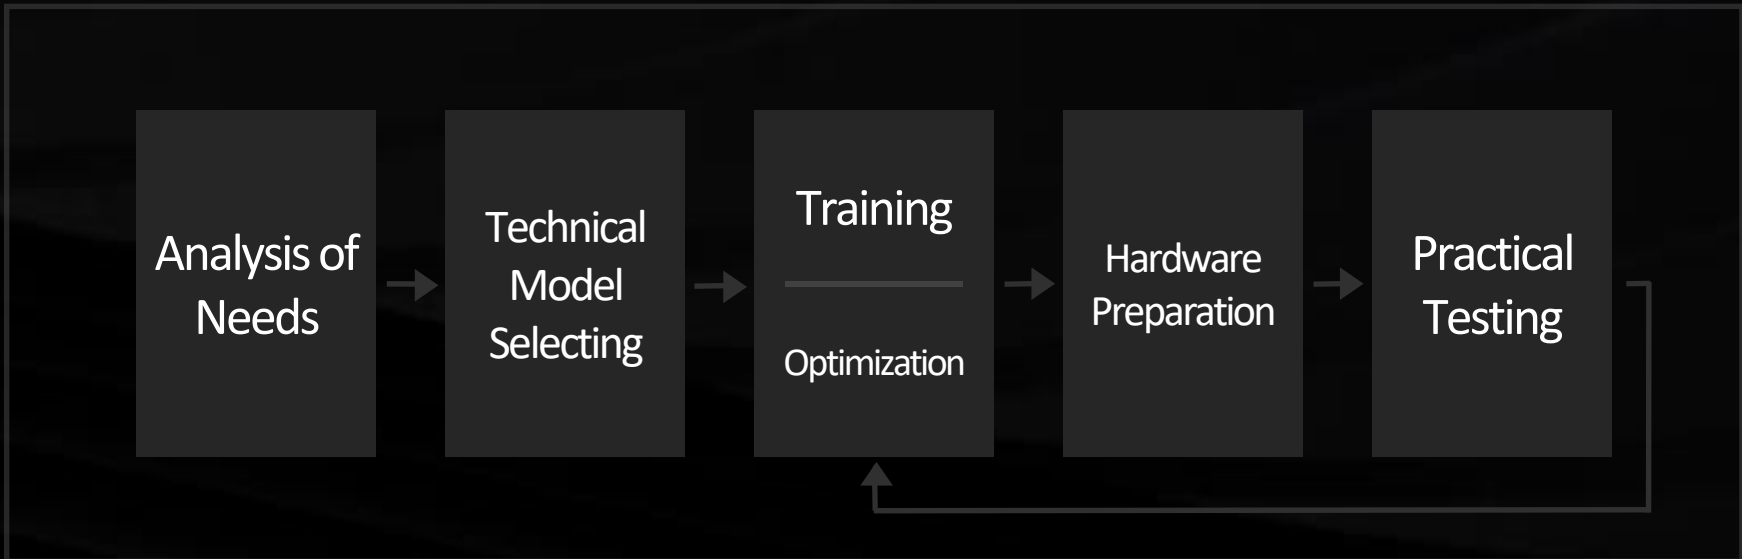 Analysis of
Needs
Technical
Model
Selecting
Training
Optimization
Hardware
Preparation
Practical
Testing